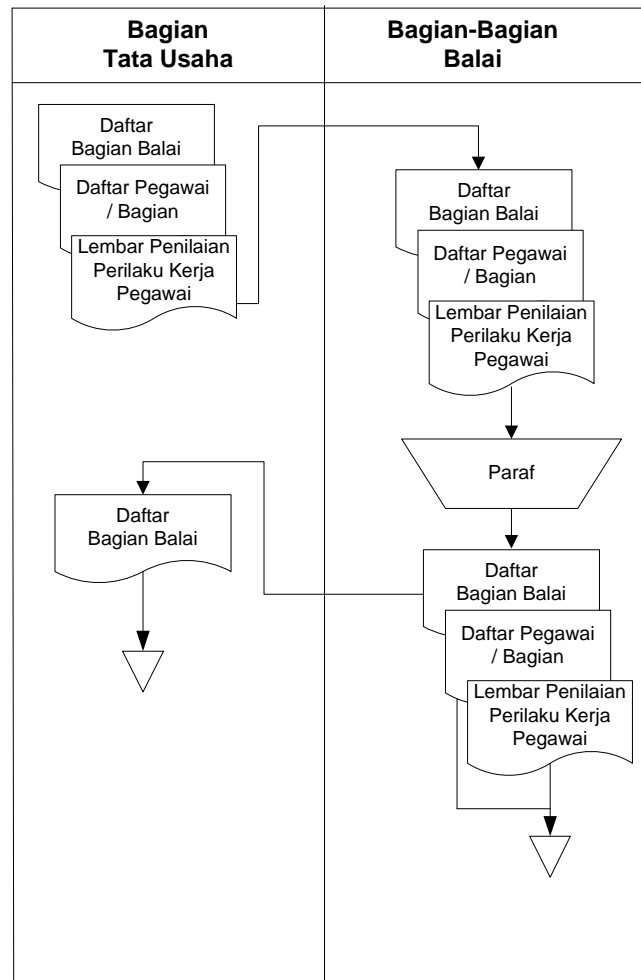 Bagian
Tata Usaha
Bagian-Bagian
Balai
Daftar
Bagian Balai
Daftar Pegawai
/ Bagian
Lembar Penilaian
Perilaku Kerja
Pegawai
Daftar
Bagian Balai
Daftar Pegawai
/ Bagian
Lembar Penilaian
Perilaku Kerja
Pegawai
Paraf
Daftar
Bagian Balai
Daftar
Bagian Balai
Daftar Pegawai
/ Bagian
Lembar Penilaian
Perilaku Kerja
Pegawai